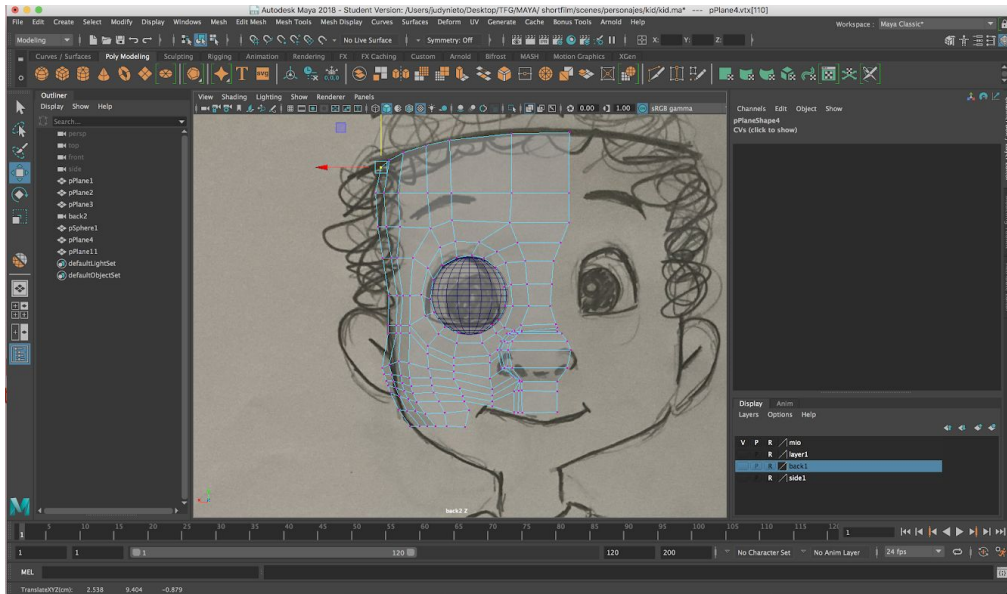 Autodesk Maya 2018 - Student Version: /Users/judynieto/Desktop/TFG/MAYA/ shortfilm/scenes/personajes/kid/kid.ma* --- pPlane4.vtx[110]
File Edit Create Select Modify Display Windows Mesh Edit Mesh Mesh Tools Mesh Display Curves Surfaces Deform UV Generate Cache Bonus Tools Arnold Help Workspace : Maya Classic*
Modeling No Live Surface Symmetry: Off X: Y: Z:
Curves / Surfaces Poly Modeling Sculpting Rigging Animation Rendering FX FX Caching Custom Arnold Bifrost MASH Motion Graphics XGen
Outliner
Display Show Help
Search...
persp
top
front
side
pPlane1
pPlane2
pPlane3
back2
pSphere1
pPlane4
pPlane11
defaultLightSet
defaultObjectSet
View Shading Lighting Show Renderer Panels
0.00 1.00 sRGB gamma
back2 Z
Channels Edit Object Show
pPlaneShape4
CVs (click to show)
Display Anim
Layers Options Help
V P R mio
R layer1
P R back1
R side1
1 5 10 15 20 25 30 35 40 45 50 55 60 65 70 75 80 85 90 95 100 105 110 115 120 1
1 1 1 120 120 200 No Character Set No Anim Layer 24 fps
MEL
TranslateXYZ(cm): 2.538 9.404 -0.879